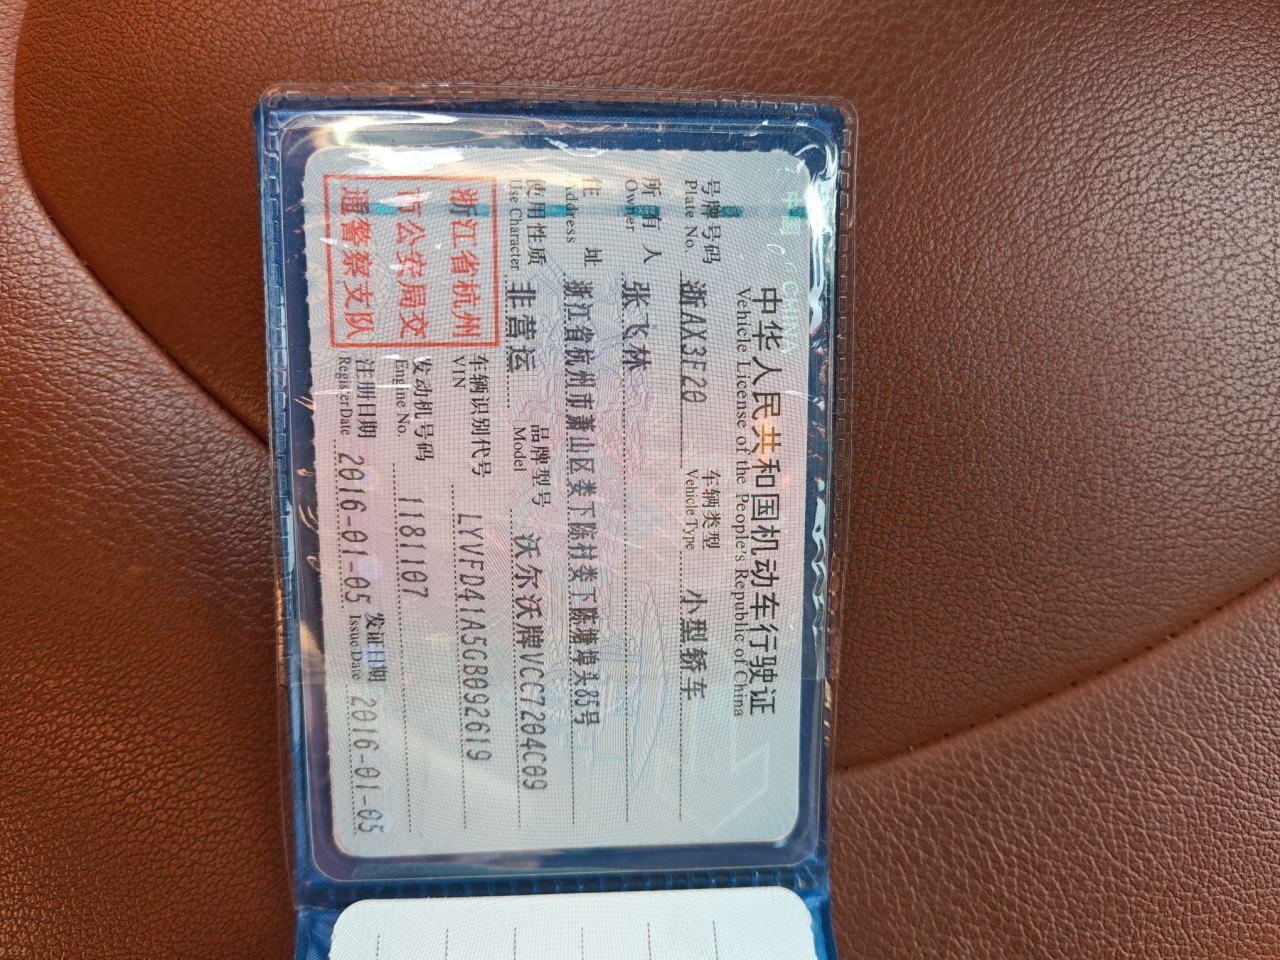 中华人民共和国机动车行驶证
Vehicle License of the People's Republic of China
号牌号码 浙AX3F20 车辆类型 小型轿车
Plate No. Vehicle Type
所有人 张飞林
Owner
住址 浙江省杭州市萧山区娄下陈村娄下陈塘埠头85号
Address
使用性质 非营运 品牌型号 沃尔沃牌VCC7204C09
Use Character Model
浙江省杭州
市公安局交
通警察支队
车辆识别代号 LYVFD41A5GB092619
VIN
发动机号码 1181107
Engine No.
注册日期 2016-01-05 发证日期 2016-01-05
Register Date Issue Date